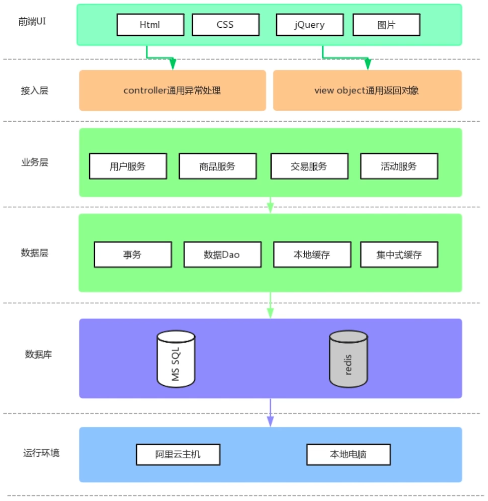 前端UI
Html
CSS
jQuery
图片
接入层
controller通用异常处理
view object通用返回对象
业务层
用户服务
商品服务
交易服务
活动服务
数据层
事务
数据Dao
本地缓存
集中式缓存
数据库
MS SQL
redis
运行环境
阿里云主机
本地电脑